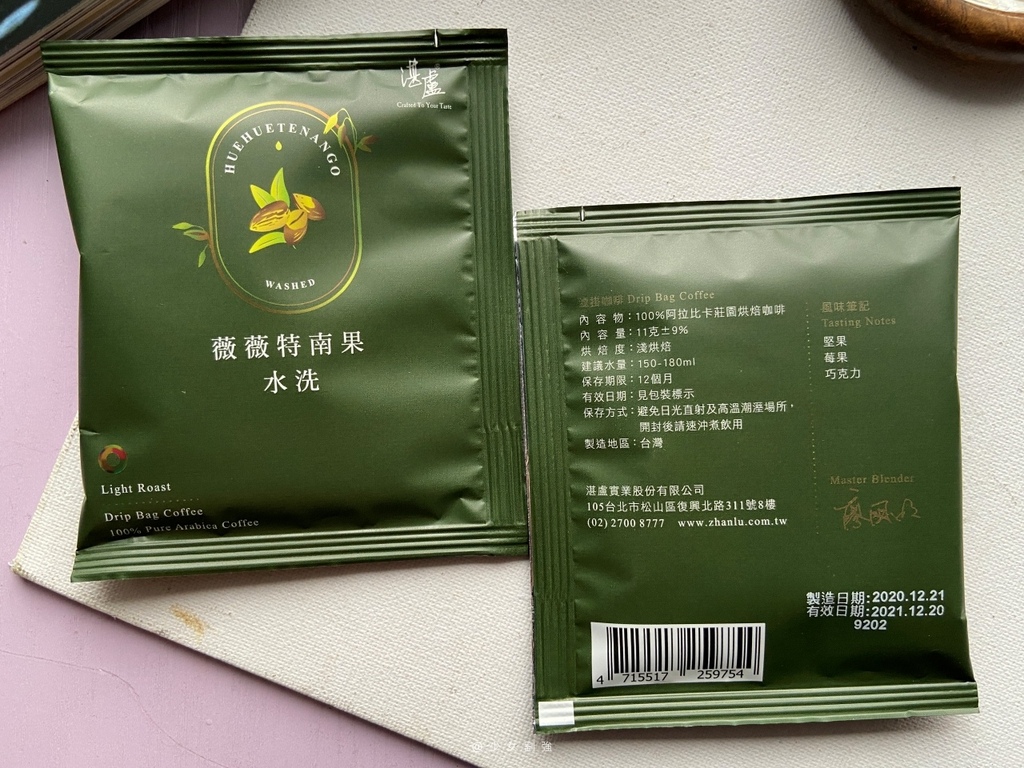 湛盧
Crafted To Your Taste
HUEHUETENANGO
WASHED
薇薇特南果
水洗
Light Roast
Drip Bag Coffee
100% Pure Arabica Coffee
濾掛咖啡 Drip Bag Coffee
內容物：100%阿拉比卡莊園烘焙咖啡
內容量：11克±9%
烘焙度：淺烘焙
建議水量：150-180ml
保存期限：12個月
有效日期：見包裝標示
保存方式：避免日光直射及高溫潮溼場所，
開封後請速沖煮飲用
製造地區：台灣
風味筆記
Tasting Notes
堅果
莓果
巧克力
Master Blender
湛盧實業股份有限公司
105台北市松山區復興北路311號8樓
(02) 2700 8777 www.zhanlu.com.tw
製造日期:2020.12.21
有效日期:2021.12.20
9202
4 715517 259754